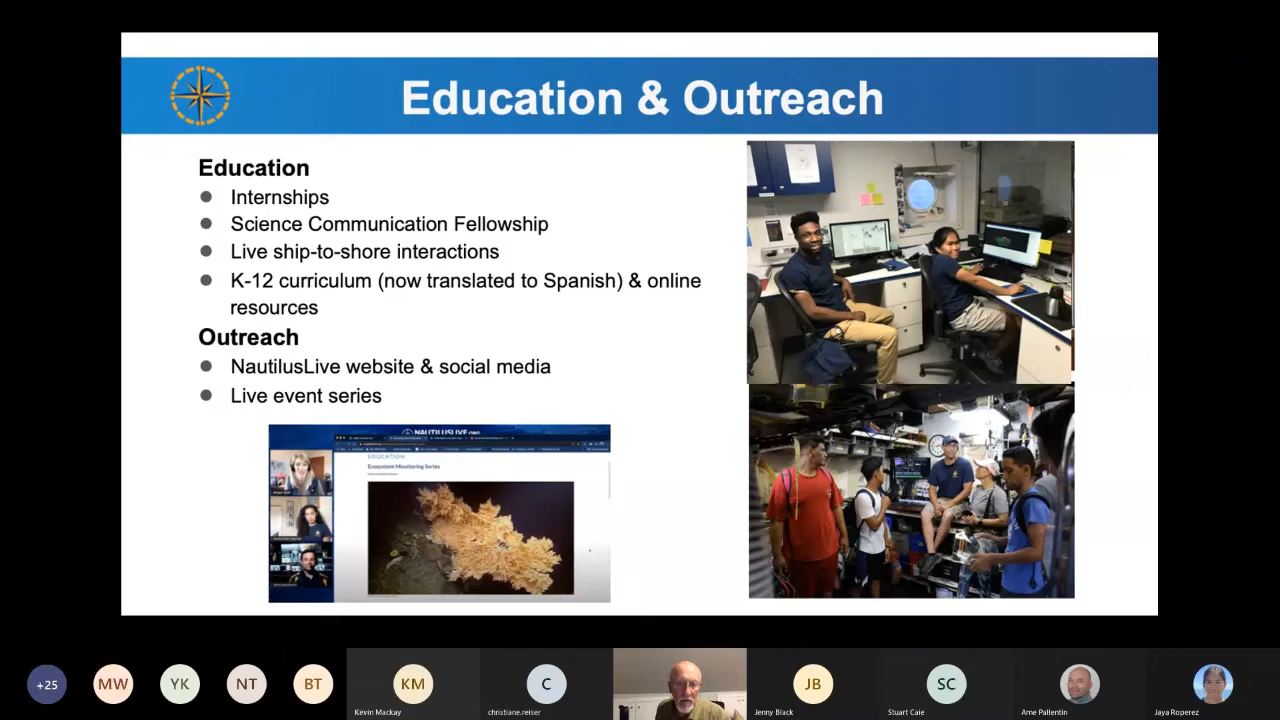 Education & Outreach
Education
Internships
Science Communication Fellowship
Live ship-to-shore interactions
K-12 curriculum (now translated to Spanish) & online
resources
Outreach
NautilusLive website & social media
Live event series
NAUTILUSLIVE.ORG
EDUCATION
Ecosystem Monitoring Series
+25
MW
YK
NT
BT
KM
C
JB
SC
Kevin Mackay
christiane.reiser
Jenny Black
Stuart Caie
Arne Pallentin
Jaya Roperez